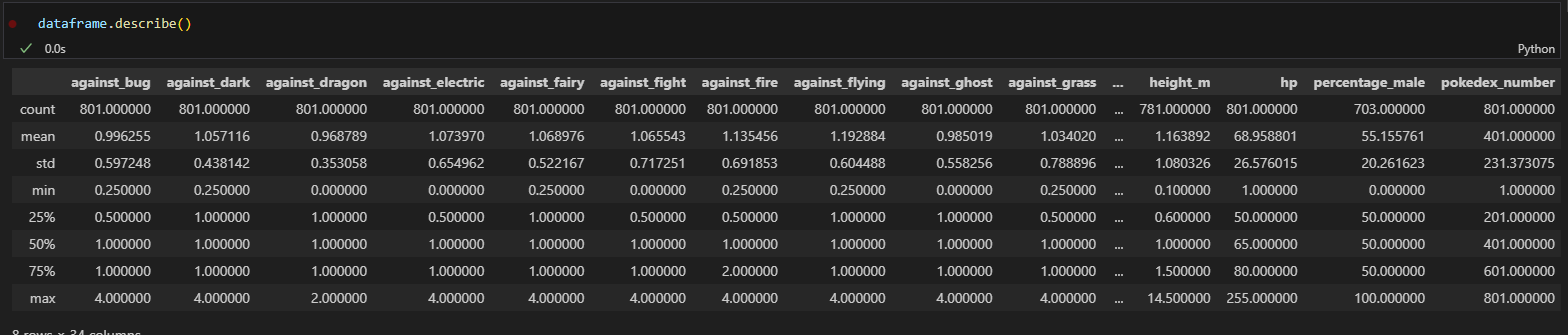 dataframe.describe()
0.0s
Python
against_bug against_dark against_dragon against_electric against_fairy against_fight against_fire against_flying against_ghost against_grass ... height_m hp percentage_male pokedex_number
count 801.000000 801.000000 801.000000 801.000000 801.000000 801.000000 801.000000 801.000000 801.000000 801.000000 ... 781.000000 801.000000 703.000000 801.000000
mean 0.996255 1.057116 0.968789 1.073970 1.068976 1.065543 1.135456 1.192884 0.985019 1.034020 ... 1.163892 68.958801 55.155761 401.000000
std 0.597248 0.438142 0.353058 0.654962 0.522167 0.717251 0.691853 0.604488 0.558256 0.788896 ... 1.080326 26.576015 20.261623 231.373075
min 0.250000 0.250000 0.000000 0.000000 0.250000 0.000000 0.250000 0.250000 0.000000 0.250000 ... 0.100000 1.000000 0.000000 1.000000
25% 0.500000 1.000000 1.000000 0.500000 1.000000 0.500000 0.500000 1.000000 1.000000 0.500000 ... 0.600000 50.000000 50.000000 201.000000
50% 1.000000 1.000000 1.000000 1.000000 1.000000 1.000000 1.000000 1.000000 1.000000 1.000000 ... 1.000000 65.000000 50.000000 401.000000
75% 1.000000 1.000000 1.000000 1.000000 1.000000 1.000000 2.000000 1.000000 1.000000 1.000000 ... 1.500000 80.000000 50.000000 601.000000
max 4.000000 4.000000 2.000000 4.000000 4.000000 4.000000 4.000000 4.000000 4.000000 4.000000 ... 14.500000 255.000000 100.000000 801.000000
8 rows × 34 columns